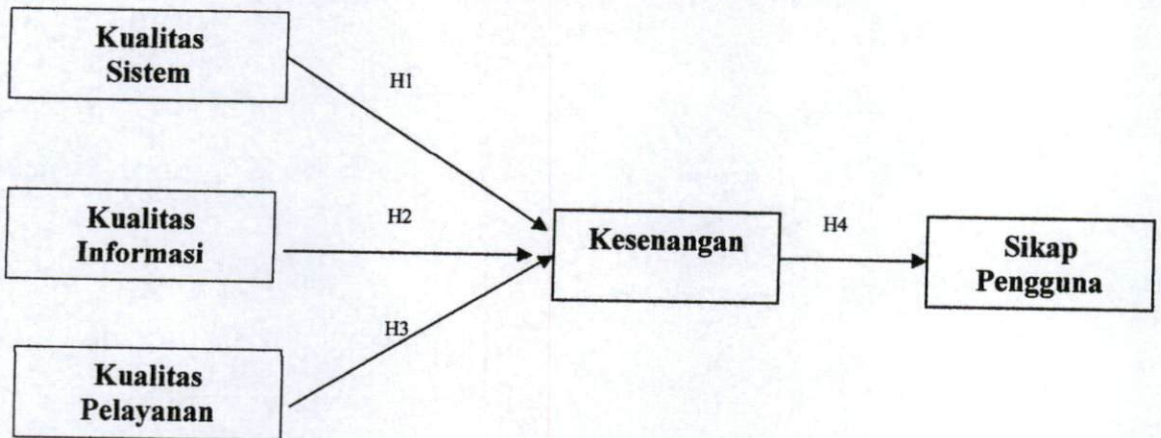 Kualitas
Sistem
H1
Kualitas
Informasi
H2
Kesenangan
H4
Sikap
Pengguna
H3
Kualitas
Pelayanan